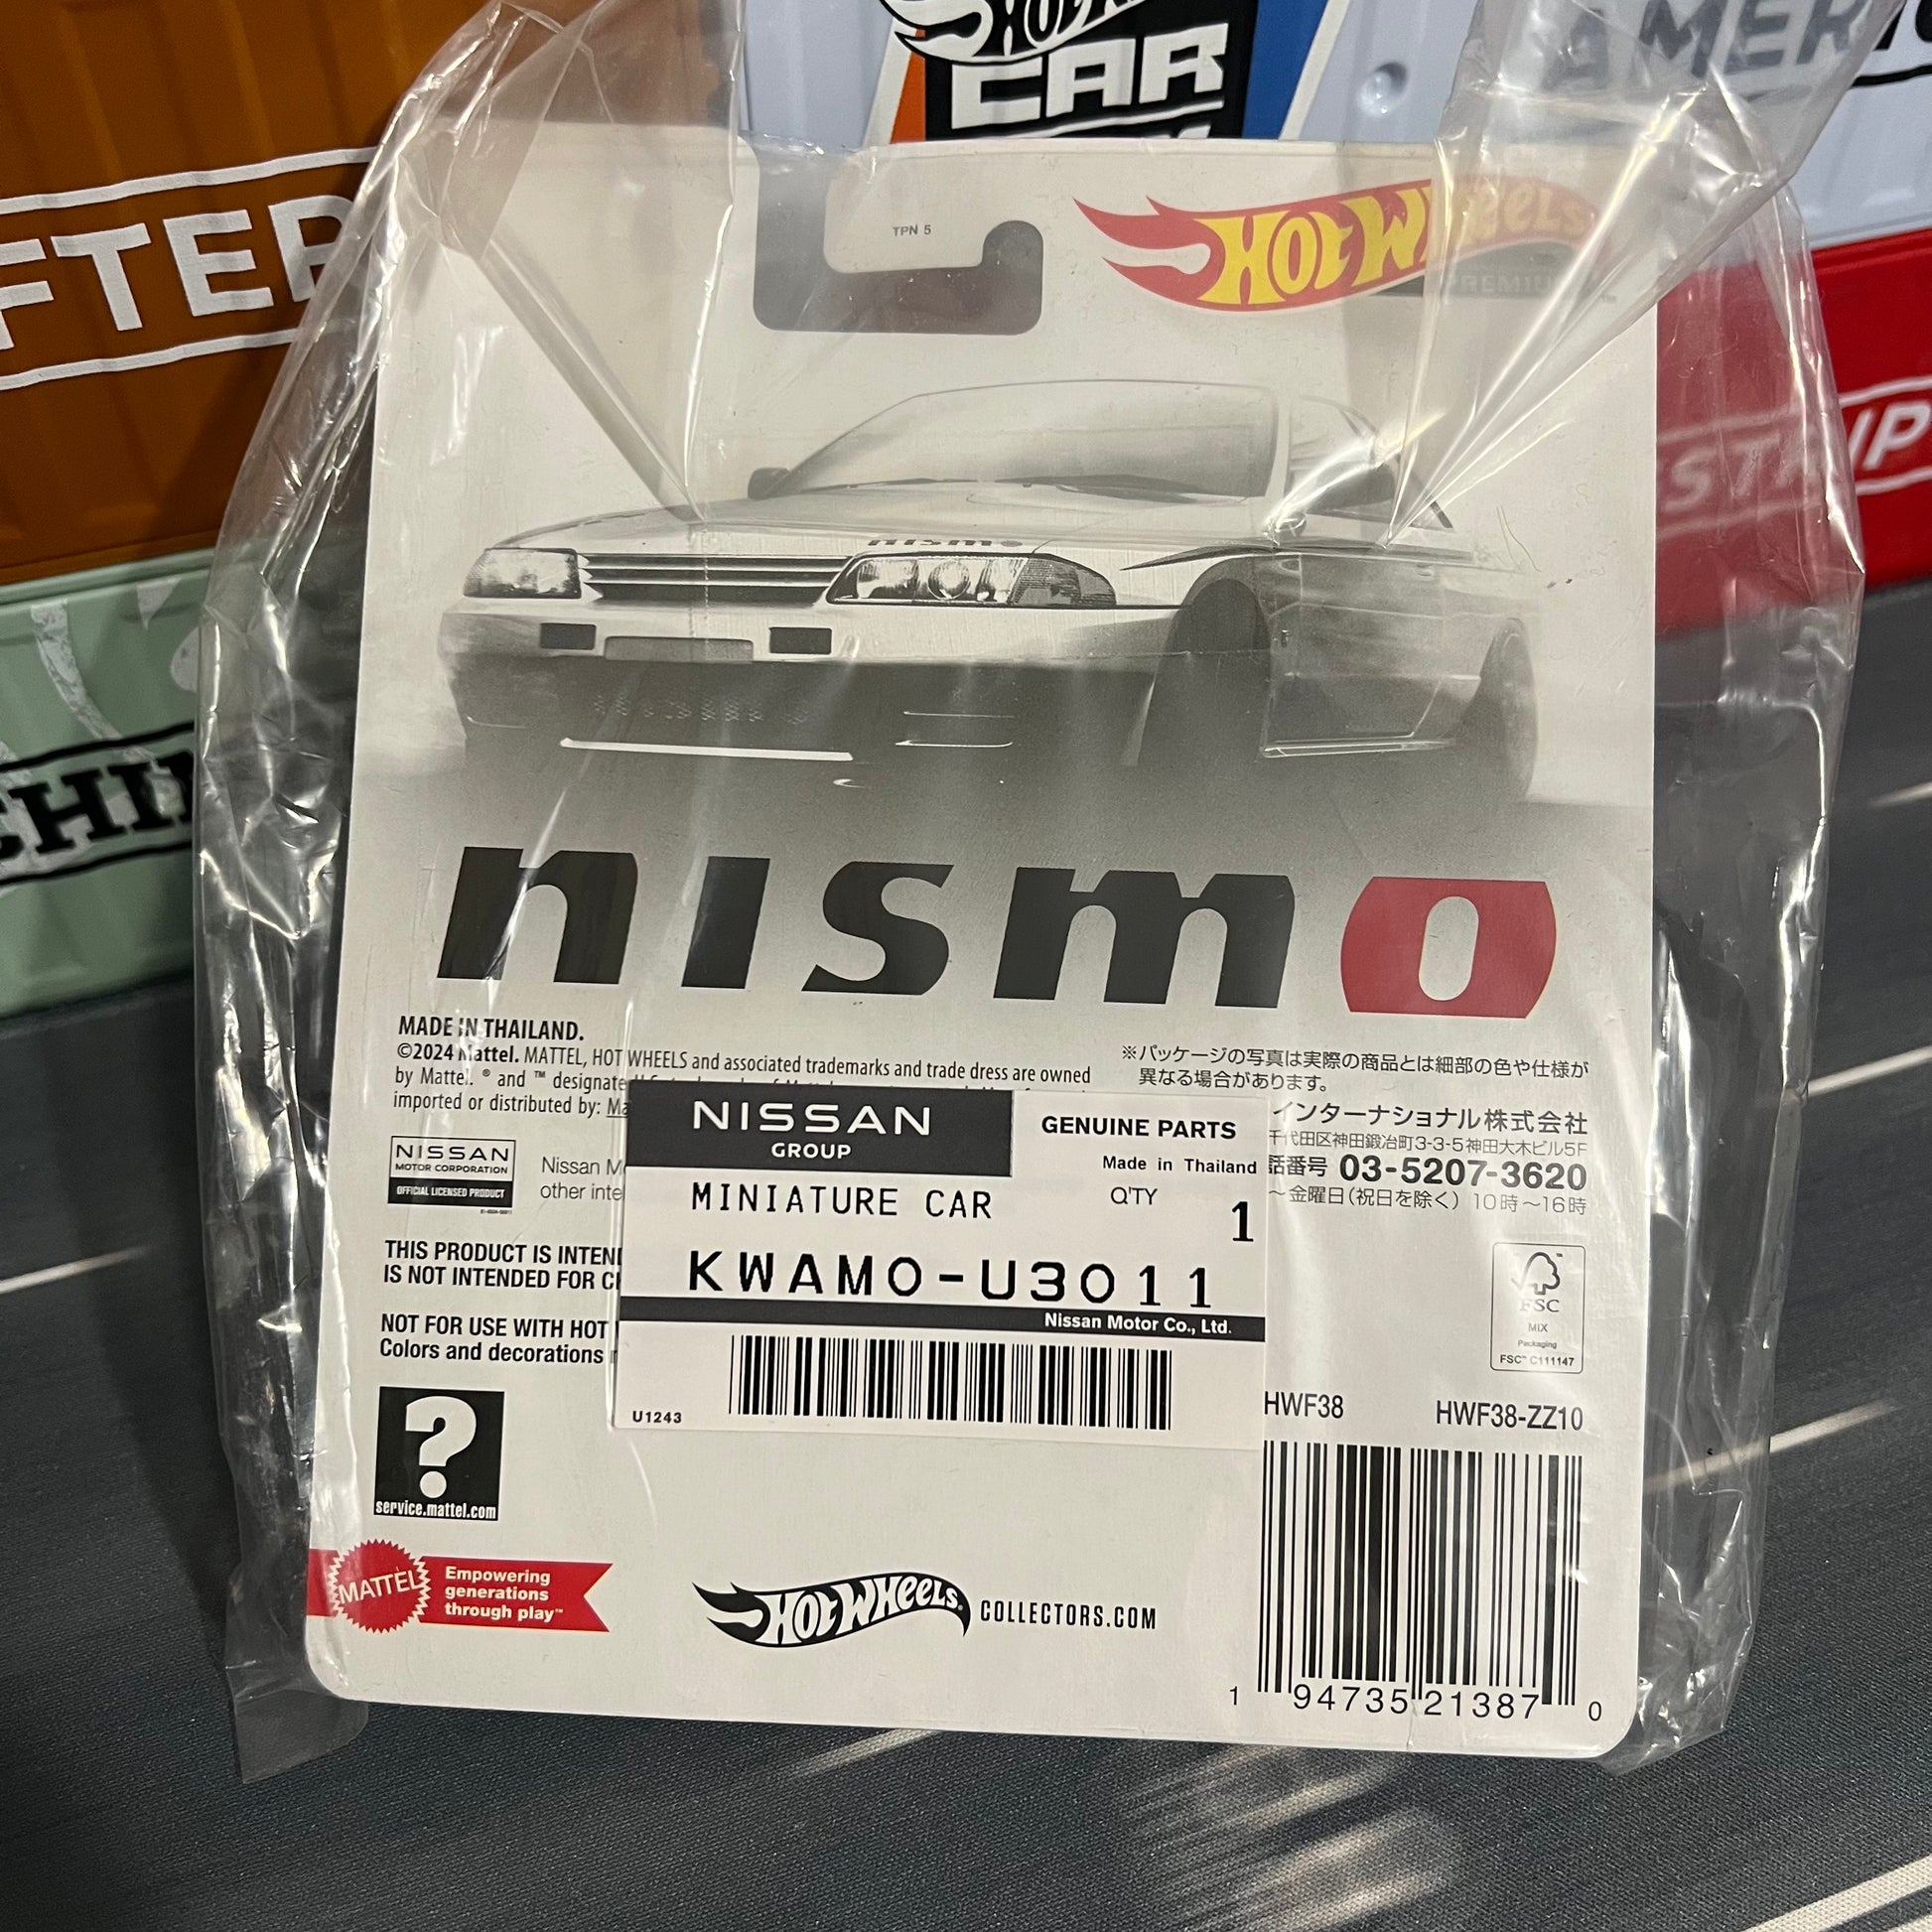 HOT WHEELS
CAR
AMERIC
FTER
TPN 5
HOT WHEELS
PREMIUM ™
nismo
nismo
MADE IN THAILAND.
©2024 Mattel. MATTEL, HOT WHEELS and associated trademarks and trade dress are owned
by Mattel. ® and ™ designate
imported or distributed by: Ma
※パッケージの写真は実際の商品とは細部の色や仕様が
異なる場合があります。
インターナショナル株式会社
千代田区神田鍛冶町3-3-5神田大木ビル5F
話番号 03-5207-3620
～金曜日(祝日を除く) 10時～16時
NISSAN
MOTOR CORPORATION
OFFICIAL LICENSED PRODUCT
Nissan M
other inte
NISSAN
GROUP
GENUINE PARTS
Made in Thailand
MINIATURE CAR
Q'TY 1
KWAM0-U3011
Nissan Motor Co., Ltd.
U1243
THIS PRODUCT IS INTEN
IS NOT INTENDED FOR C
NOT FOR USE WITH HOT
Colors and decorations
FSC™
MIX
Packaging
FSC™ C111147
HWF38 HWF38-ZZ10
?
service.mattel.com
MATTEL
Empowering
generations
through play™
HOT WHEELS COLLECTORS.COM
1 94735 21387 0